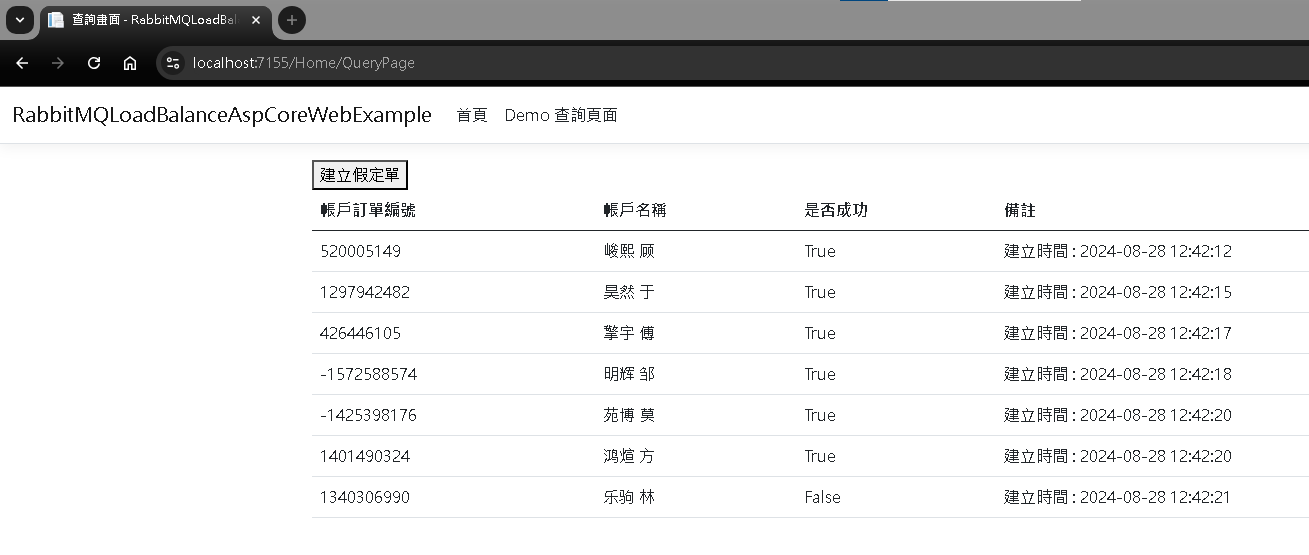 查詢畫面 - RabbitMQLoadBal
localhost:7155/Home/QueryPage
RabbitMQLoadBalanceAspCoreWebExample 首頁 Demo 查詢頁面
建立假定單
帳戶訂單編號 帳戶名稱 是否成功 備註
520005149 峻熙 顾 True 建立時間 : 2024-08-28 12:42:12
1297942482 昊然 于 True 建立時間 : 2024-08-28 12:42:15
426446105 擎宇 傅 True 建立時間 : 2024-08-28 12:42:17
-1572588574 明辉 邹 True 建立時間 : 2024-08-28 12:42:18
-1425398176 苑博 莫 True 建立時間 : 2024-08-28 12:42:20
1401490324 鸿煊 方 True 建立時間 : 2024-08-28 12:42:20
1340306990 乐驹 林 False 建立時間 : 2024-08-28 12:42:21